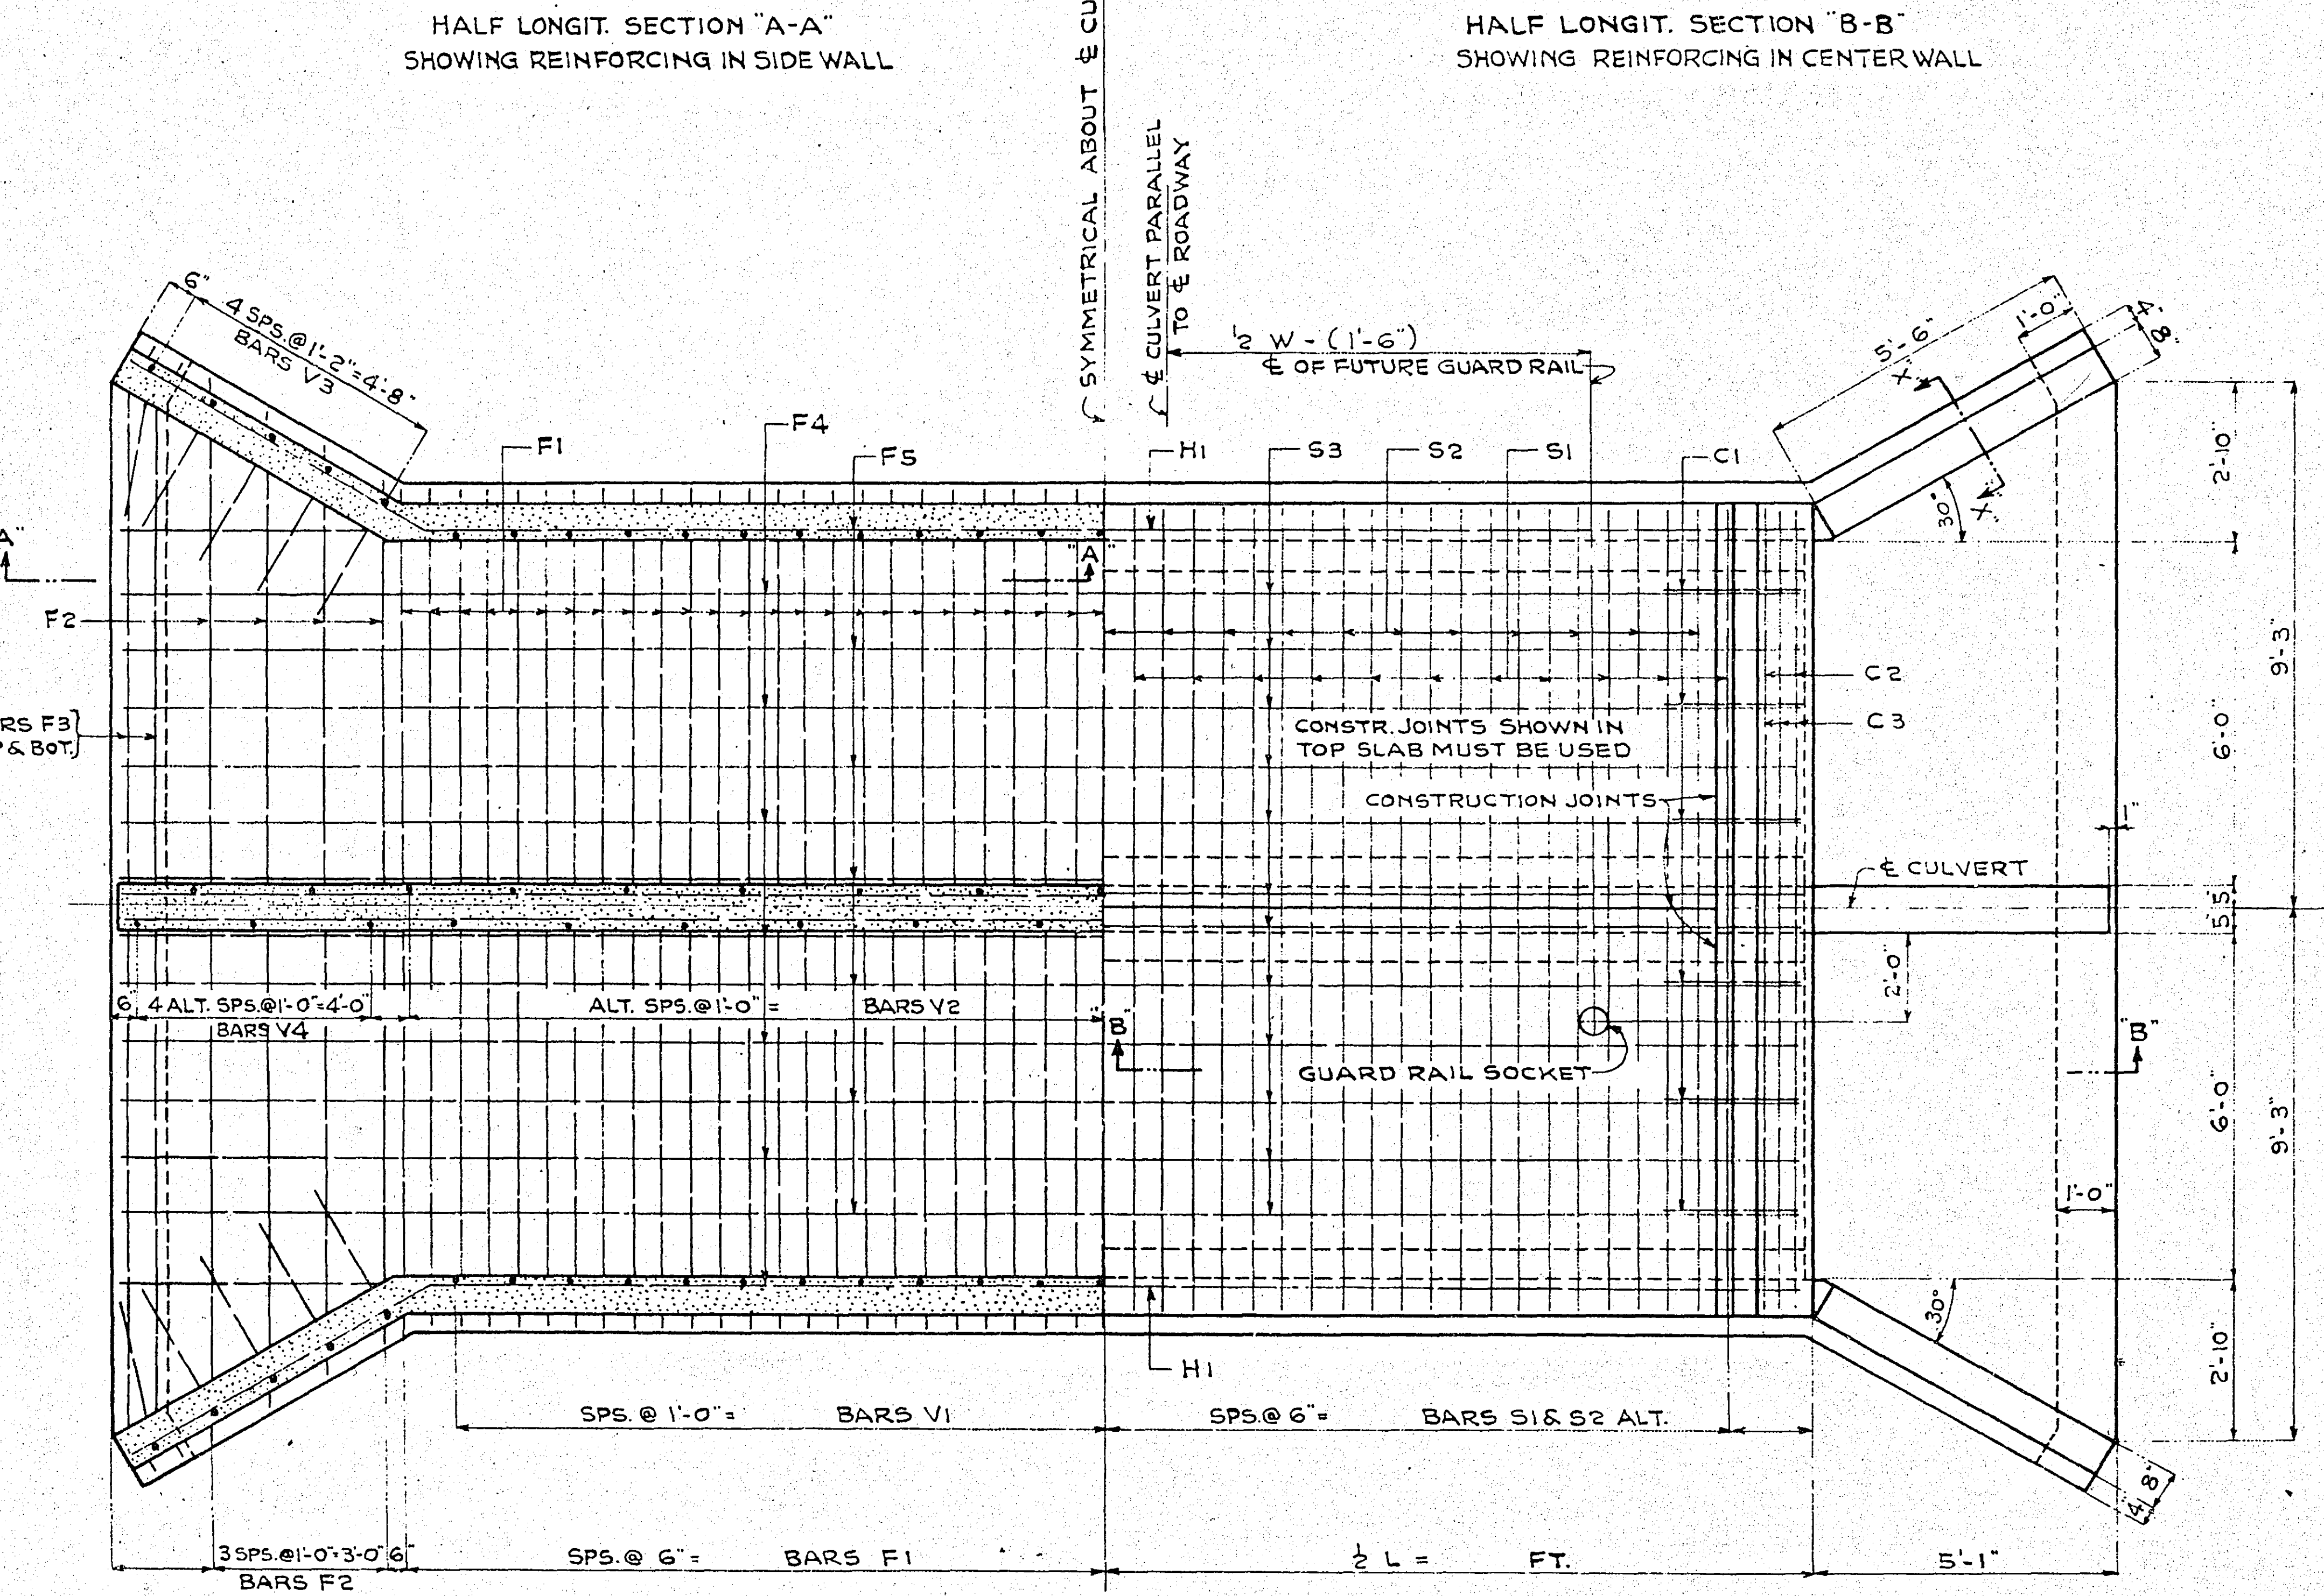 HALF LONGIT. SECTION "A-A"
SHOWING REINFORCING IN SIDE WALL
HALF LONGIT. SECTION "B-B"
SHOWING REINFORCING IN CENTER WALL
SYMMETRICAL ABOUT ℄
℄ CULVERT PARALLEL
TO ℄ ROADWAY
½ W - (1'-6")
℄ OF FUTURE GUARD RAIL
6"
4 SPS.@1'-2"=4'-8"
BARS V3
5'-6"
1'-0"
4"
8"
X
X
30°
F1
F4
F5
H1
S3
S2
S1
C1
2'-10"
"A"
F2
C2
C3
9'-3"
6'-0"
RS F3
& BOT.
CONSTR. JOINTS SHOWN IN
TOP SLAB MUST BE USED
CONSTRUCTION JOINTS
1"
℄ CULVERT
5"
5"
2'-0"
6" 4 ALT. SPS.@1'-0"=4'-0"
BARS V4
ALT. SPS.@1'-0" = BARS V2
"B"
"B"
GUARD RAIL SOCKET
6'-0"
9'-3"
1'-0"
30°
H1
2'-10"
SPS. @ 1'-0" = BARS V1
SPS.@ 6" = BARS S1 & S2 ALT.
8"
4"
3 SPS.@1'-0"=3'-0" 6"
BARS F2
SPS.@ 6" = BARS F1
½ L = FT.
5'-1"